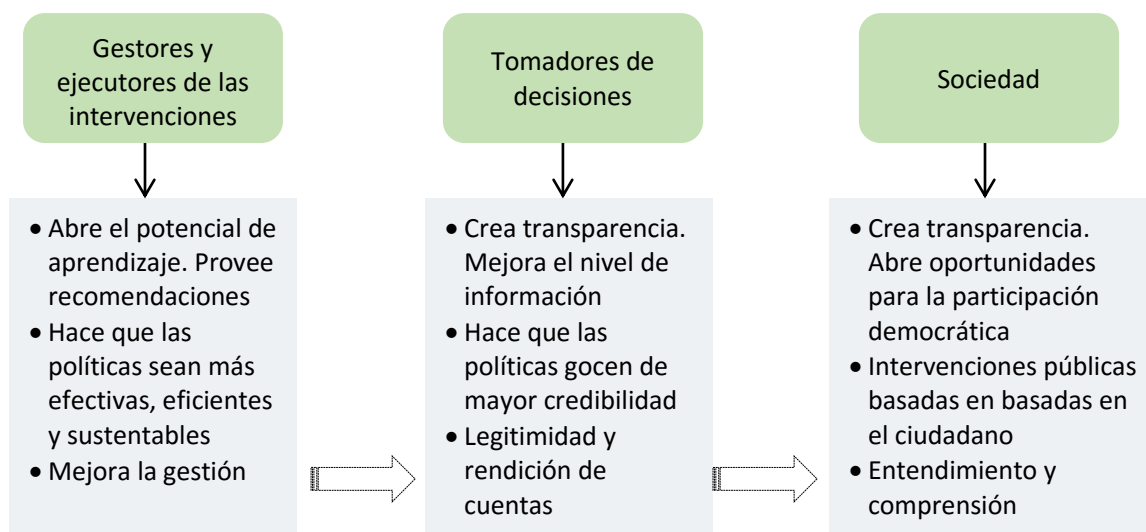 Gestores y
ejecutores de las
intervenciones
Tomadores de
decisiones
Sociedad
• Abre el potencial de
aprendizaje. Provee
recomendaciones
• Hace que las
políticas sean más
efectivas, eficientes
y sustentables
• Mejora la gestión
• Crea transparencia.
Mejora el nivel de
información
• Hace que las
políticas gocen de
mayor credibilidad
• Legitimidad y
rendición de
cuentas
• Crea transparencia.
Abre oportunidades
para la participación
democrática
• Intervenciones públicas
basadas en basadas en
el ciudadano
• Entendimiento y
comprensión